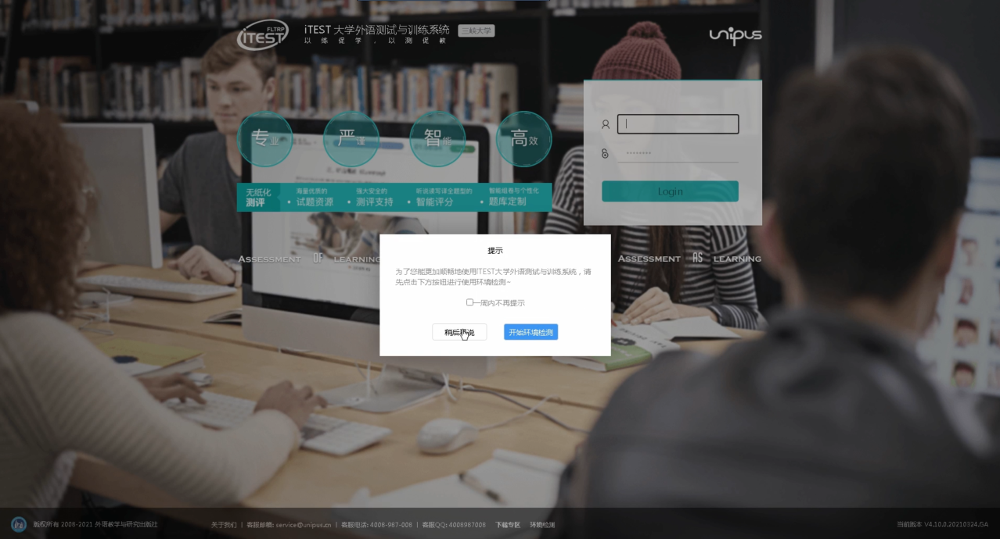 FLTRP
iTEST
iTEST 大学外语测试与训练系统
三峡大学
以 练 促 学 ， 以 测 促 教
unipus
专业
严谨
智能
高效
无纸化
测评
海量优质的
• 试题资源
强大安全的
• 测评支持
听说读写译全题型的
• 智能评分
智能组卷与个性化
• 题库定制
Login
ASSESSMENT OF LEARNING
ASSESSMENT AS LEARNING
提示
为了您能更加顺畅地使用ITEST大学外语测试与训练系统，请
先点击下方按钮进行使用环境检测~
一周内不再提示
稍后再说
开始环境检测
版权所有 2008-2021 外语教学与研究出版社
关于我们 | 客服邮箱: service@unipus.cn | 客服电话: 4008-987-008 | 客服QQ: 4008987008 下载专区 环境检测
当前版本 V4.10.0.20210324.GA